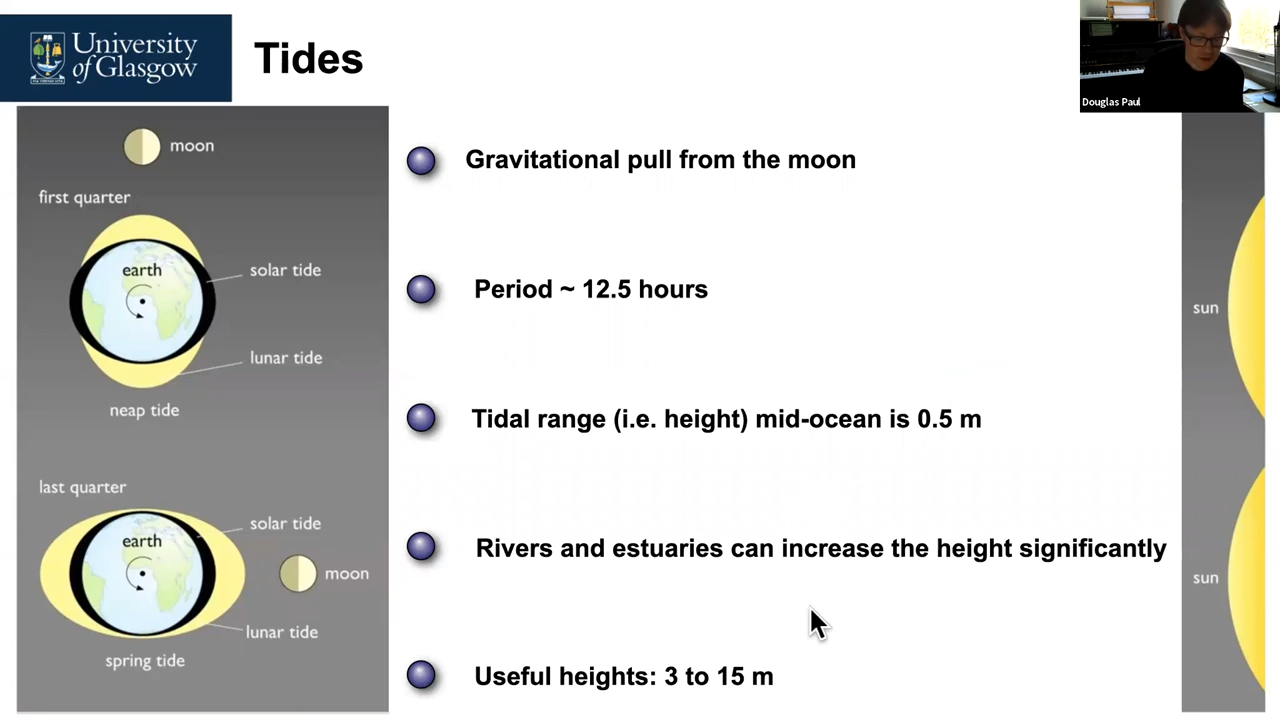 University
of Glasgow
Tides
Douglas Paul
moon
first quarter
earth
solar tide
lunar tide
neap tide
last quarter
solar tide
earth
moon
lunar tide
spring tide
Gravitational pull from the moon
Period ~ 12.5 hours
Tidal range (i.e. height) mid-ocean is 0.5 m
Rivers and estuaries can increase the height significantly
Useful heights: 3 to 15 m
sun
sun